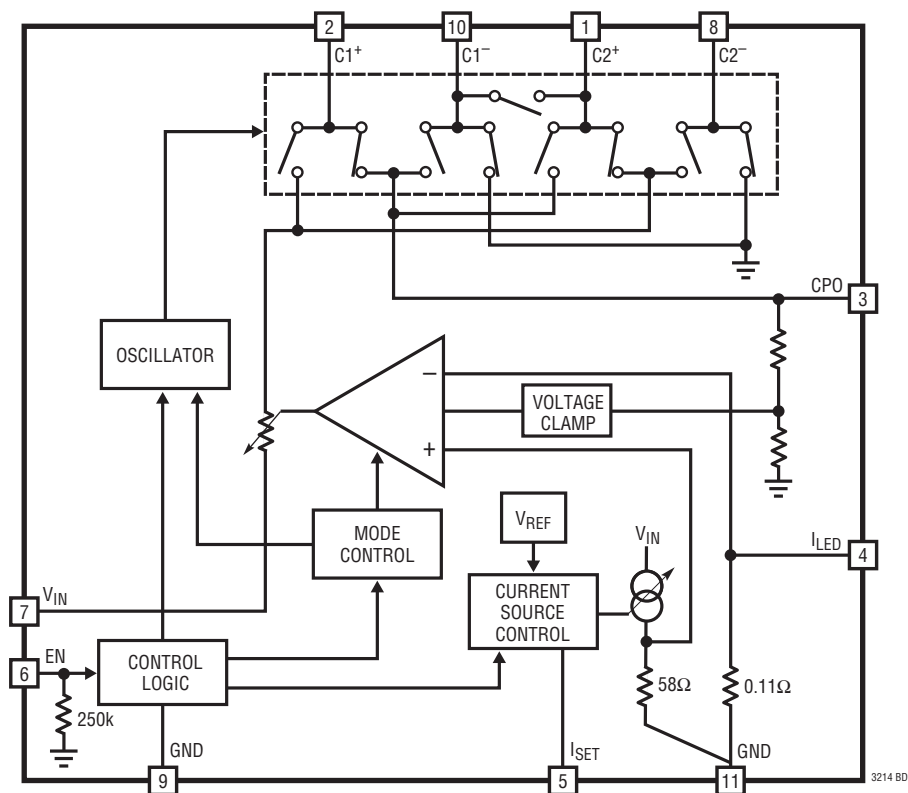 2 10 1 8
C1+ C1– C2+ C2–
CPO
3
OSCILLATOR
–
VOLTAGE
CLAMP
+
VREF
MODE
CONTROL
VIN
ILED
4
CURRENT
SOURCE
CONTROL
7
VIN
6
EN
CONTROL
LOGIC
250k
58Ω
0.11Ω
GND
ISET
GND
9 5 11
3214 BD